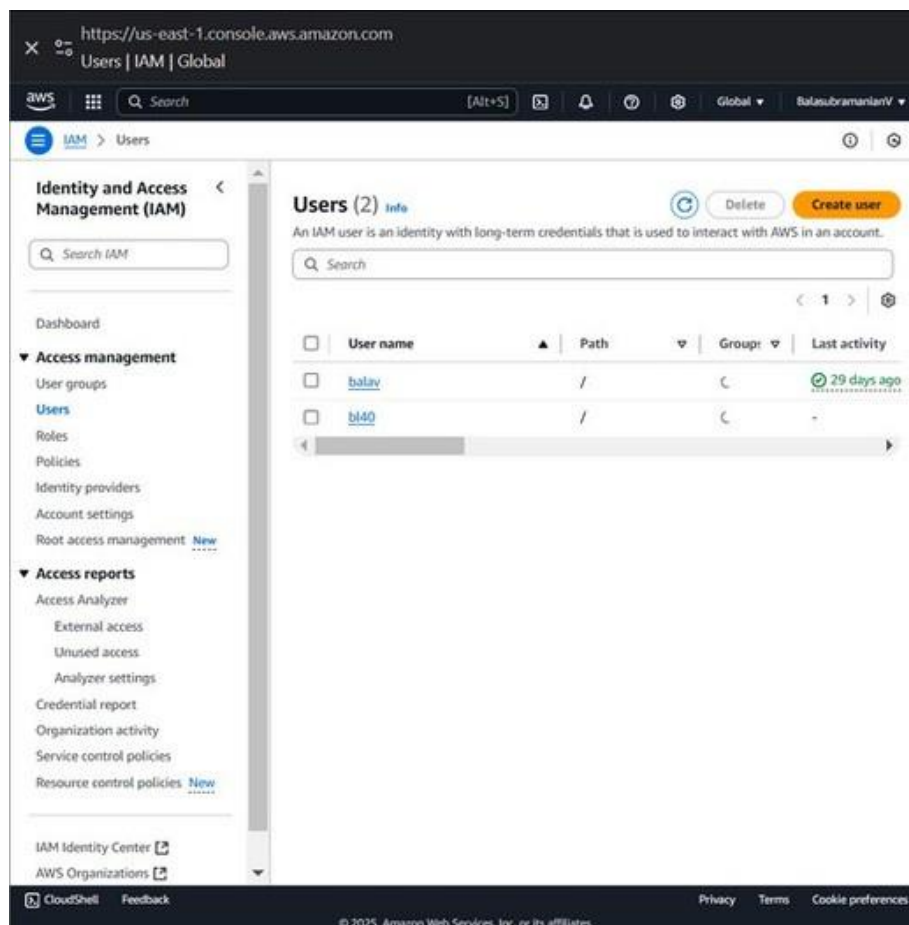 https://us-east-1.console.aws.amazon.com
Users | IAM | Global
aws
Search
[Alt+S]
Global
BalasubramanianV
IAM > Users
Identity and Access Management (IAM)
Search IAM
Dashboard
Access management
User groups
Users
Roles
Policies
Identity providers
Account settings
Root access management New
Access reports
Access Analyzer
External access
Unused access
Analyzer settings
Credential report
Organization activity
Service control policies
Resource control policies New
IAM Identity Center
AWS Organizations
Users (2) Info
Delete
Create user
An IAM user is an identity with long-term credentials that is used to interact with AWS in an account.
Search
1
User name Path Groups Last activity
balav / 29 days ago
bl40 / -
CloudShell Feedback Privacy Terms Cookie preferences
© 2025, Amazon Web Services, Inc. or its affiliates.